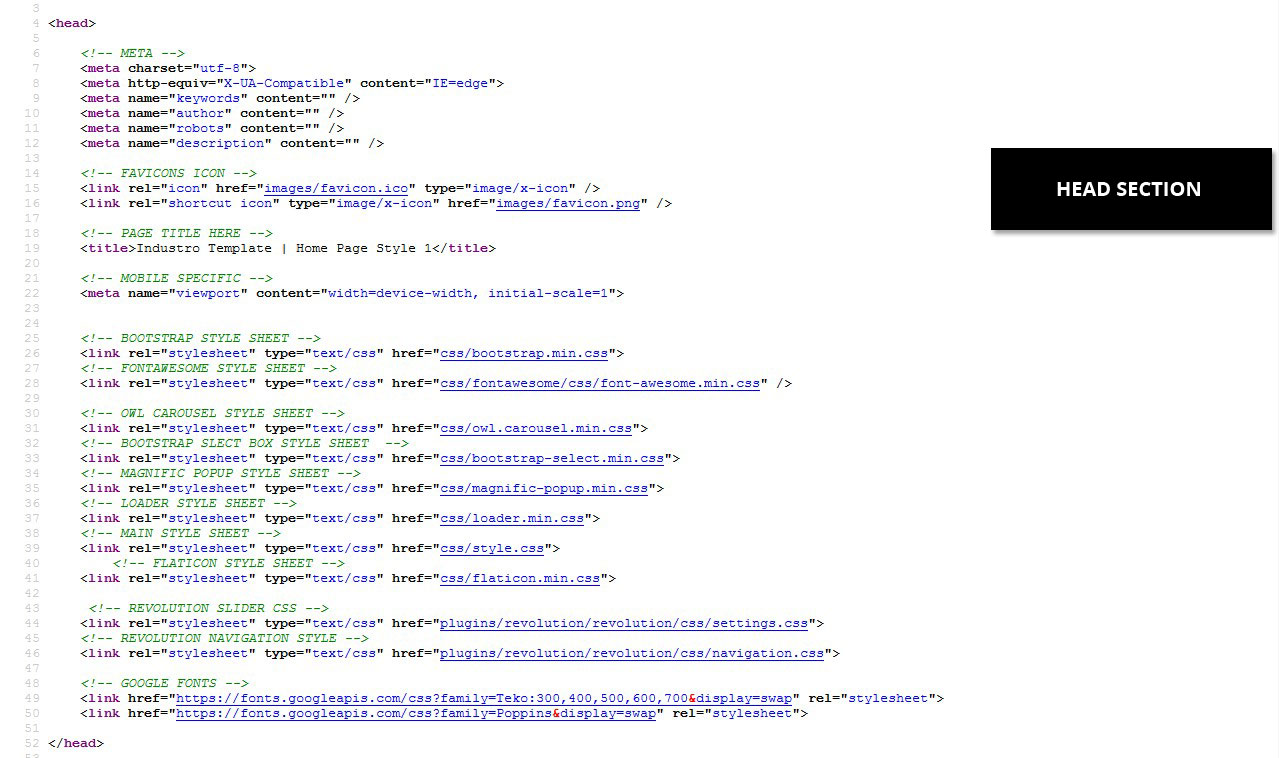 3
4 <head>
5
6 <!-- META -->
7 <meta charset="utf-8">
8 <meta http-equiv="X-UA-Compatible" content="IE=edge">
9 <meta name="keywords" content="" />
10 <meta name="author" content="" />
11 <meta name="robots" content="" />
12 <meta name="description" content="" />
13
14 <!-- FAVICONS ICON -->
15 <link rel="icon" href="images/favicon.ico" type="image/x-icon" />
HEAD SECTION
16 <link rel="shortcut icon" type="image/x-icon" href="images/favicon.png" />
17
18 <!-- PAGE TITLE HERE -->
19 <title>Industro Template | Home Page Style 1</title>
20
21 <!-- MOBILE SPECIFIC -->
22 <meta name="viewport" content="width=device-width, initial-scale=1">
23
24
25 <!-- BOOTSTRAP STYLE SHEET -->
26 <link rel="stylesheet" type="text/css" href="css/bootstrap.min.css">
27 <!-- FONTAWESOME STYLE SHEET -->
28 <link rel="stylesheet" type="text/css" href="css/fontawesome/css/font-awesome.min.css" />
29
30 <!-- OWL CAROUSEL STYLE SHEET -->
31 <link rel="stylesheet" type="text/css" href="css/owl.carousel.min.css">
32 <!-- BOOTSTRAP SLECT BOX STYLE SHEET  -->
33 <link rel="stylesheet" type="text/css" href="css/bootstrap-select.min.css">
34 <!-- MAGNIFIC POPUP STYLE SHEET -->
35 <link rel="stylesheet" type="text/css" href="css/magnific-popup.min.css">
36 <!-- LOADER STYLE SHEET -->
37 <link rel="stylesheet" type="text/css" href="css/loader.min.css">
38 <!-- MAIN STYLE SHEET -->
39 <link rel="stylesheet" type="text/css" href="css/style.css">
40 <!-- FLATICON STYLE SHEET -->
41 <link rel="stylesheet" type="text/css" href="css/flaticon.min.css">
42
43 <!-- REVOLUTION SLIDER CSS -->
44 <link rel="stylesheet" type="text/css" href="plugins/revolution/revolution/css/settings.css">
45 <!-- REVOLUTION NAVIGATION STYLE -->
46 <link rel="stylesheet" type="text/css" href="plugins/revolution/revolution/css/navigation.css">
47
48 <!-- GOOGLE FONTS -->
49 <link href="https://fonts.googleapis.com/css?family=Teko:300,400,500,600,700&display=swap" rel="stylesheet">
50 <link href="https://fonts.googleapis.com/css?family=Poppins&display=swap" rel="stylesheet">
51
52 </head>
53